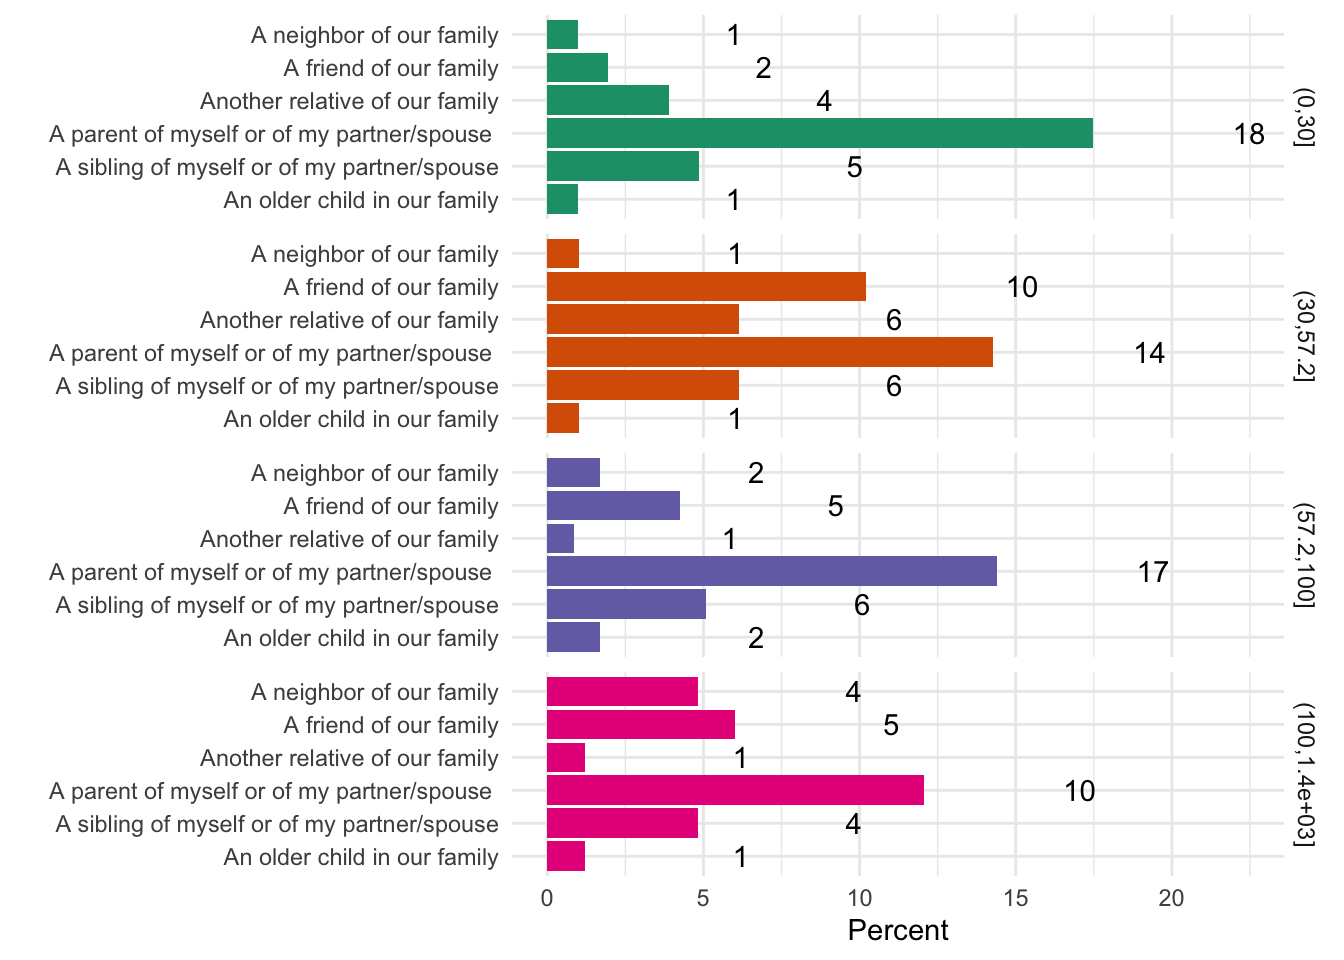 A neighbor of our family 1
A friend of our family 2
Another relative of our family 4
A parent of myself or of my partner/spouse 18
A sibling of myself or of my partner/spouse 5
An older child in our family 1
(0,30]
A neighbor of our family 1
A friend of our family 10
Another relative of our family 6
A parent of myself or of my partner/spouse 14
A sibling of myself or of my partner/spouse 6
An older child in our family 1
(30,57.2]
A neighbor of our family 2
A friend of our family 5
Another relative of our family 1
A parent of myself or of my partner/spouse 17
A sibling of myself or of my partner/spouse 6
An older child in our family 2
(57.2,100]
A neighbor of our family 4
A friend of our family 5
Another relative of our family 1
A parent of myself or of my partner/spouse 10
A sibling of myself or of my partner/spouse 4
An older child in our family 1
(100,1.4e+03]
0 5 10 15 20
Percent